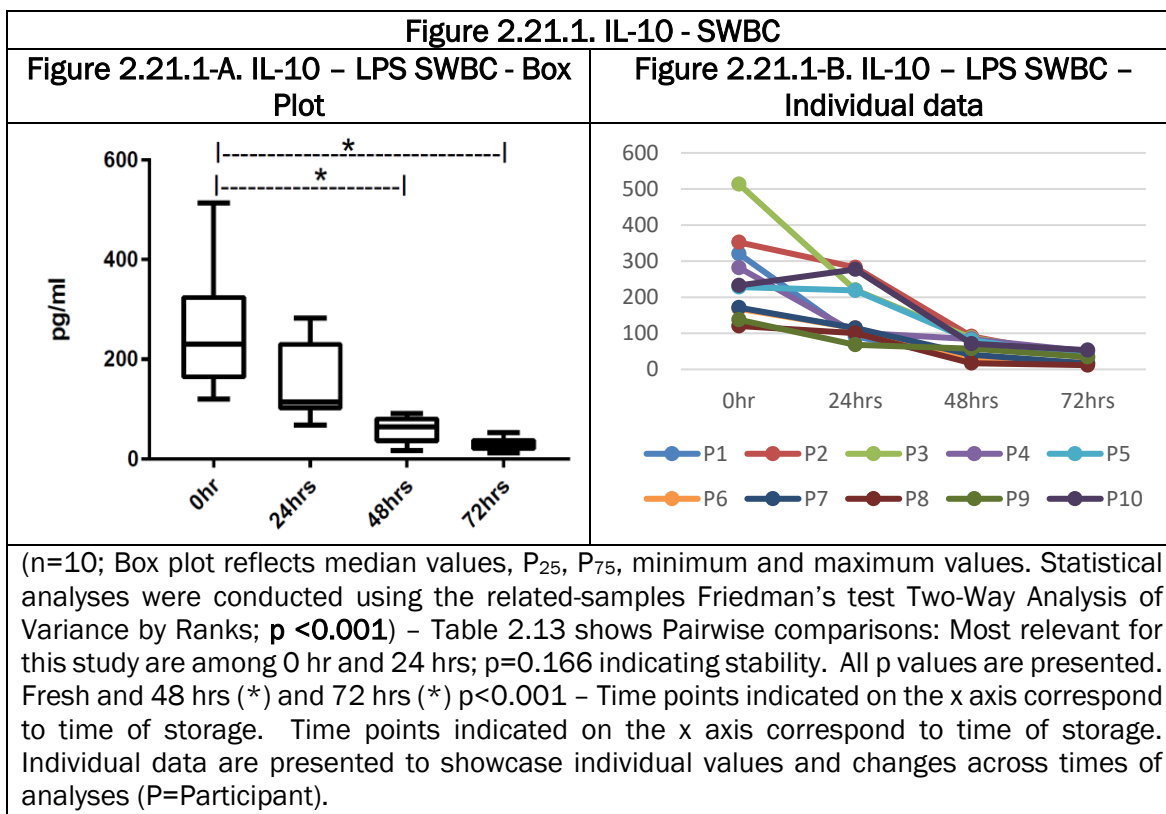 Figure 2.21.1. IL-10 - SWBC
Figure 2.21.1-A. IL-10 – LPS SWBC - Box
Plot
Figure 2.21.1-B. IL-10 – LPS SWBC –
Individual data
*
*
600
400
200
0
pg/ml
0hr
24hrs
48hrs
72hrs
600
500
400
300
200
100
0
0hr 24hrs 48hrs 72hrs
P1 P2 P3 P4 P5
P6 P7 P8 P9 P10
(n=10; Box plot reflects median values, P25, P75, minimum and maximum values. Statistical
analyses were conducted using the related-samples Friedman's test Two-Way Analysis of
Variance by Ranks; p <0.001) – Table 2.13 shows Pairwise comparisons: Most relevant for
this study are among 0 hr and 24 hrs; p=0.166 indicating stability. All p values are presented.
Fresh and 48 hrs (*) and 72 hrs (*) p<0.001 – Time points indicated on the x axis correspond
to time of storage. Time points indicated on the x axis correspond to time of storage.
Individual data are presented to showcase individual values and changes across times of
analyses (P=Participant).